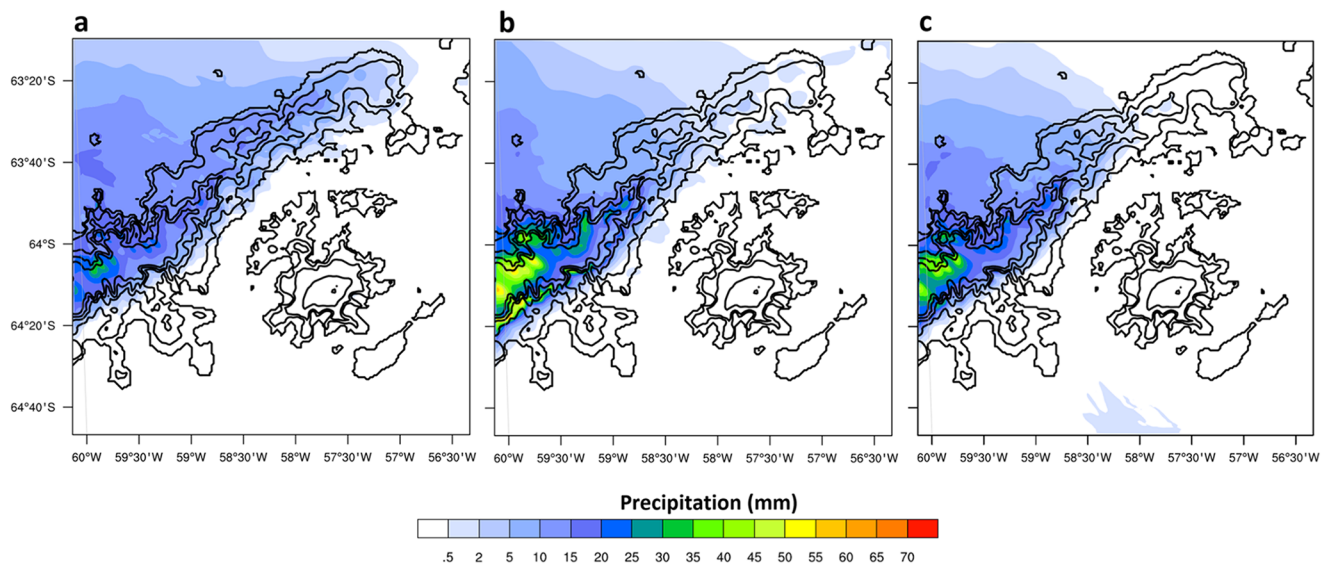 a b c
63°20'S
63°40'S
64°S
64°20'S
64°40'S
60°W 59°30'W 59°W 58°30'W 58°W 57°30'W 57°W 56°30'W 60°W 59°30'W 59°W 58°30'W 58°W 57°30'W 57°W 56°30'W 60°W 59°30'W 59°W 58°30'W 58°W 57°30'W 57°W 56°30'W
Precipitation (mm)
.5 2 5 10 15 20 25 30 35 40 45 50 55 60 65 70